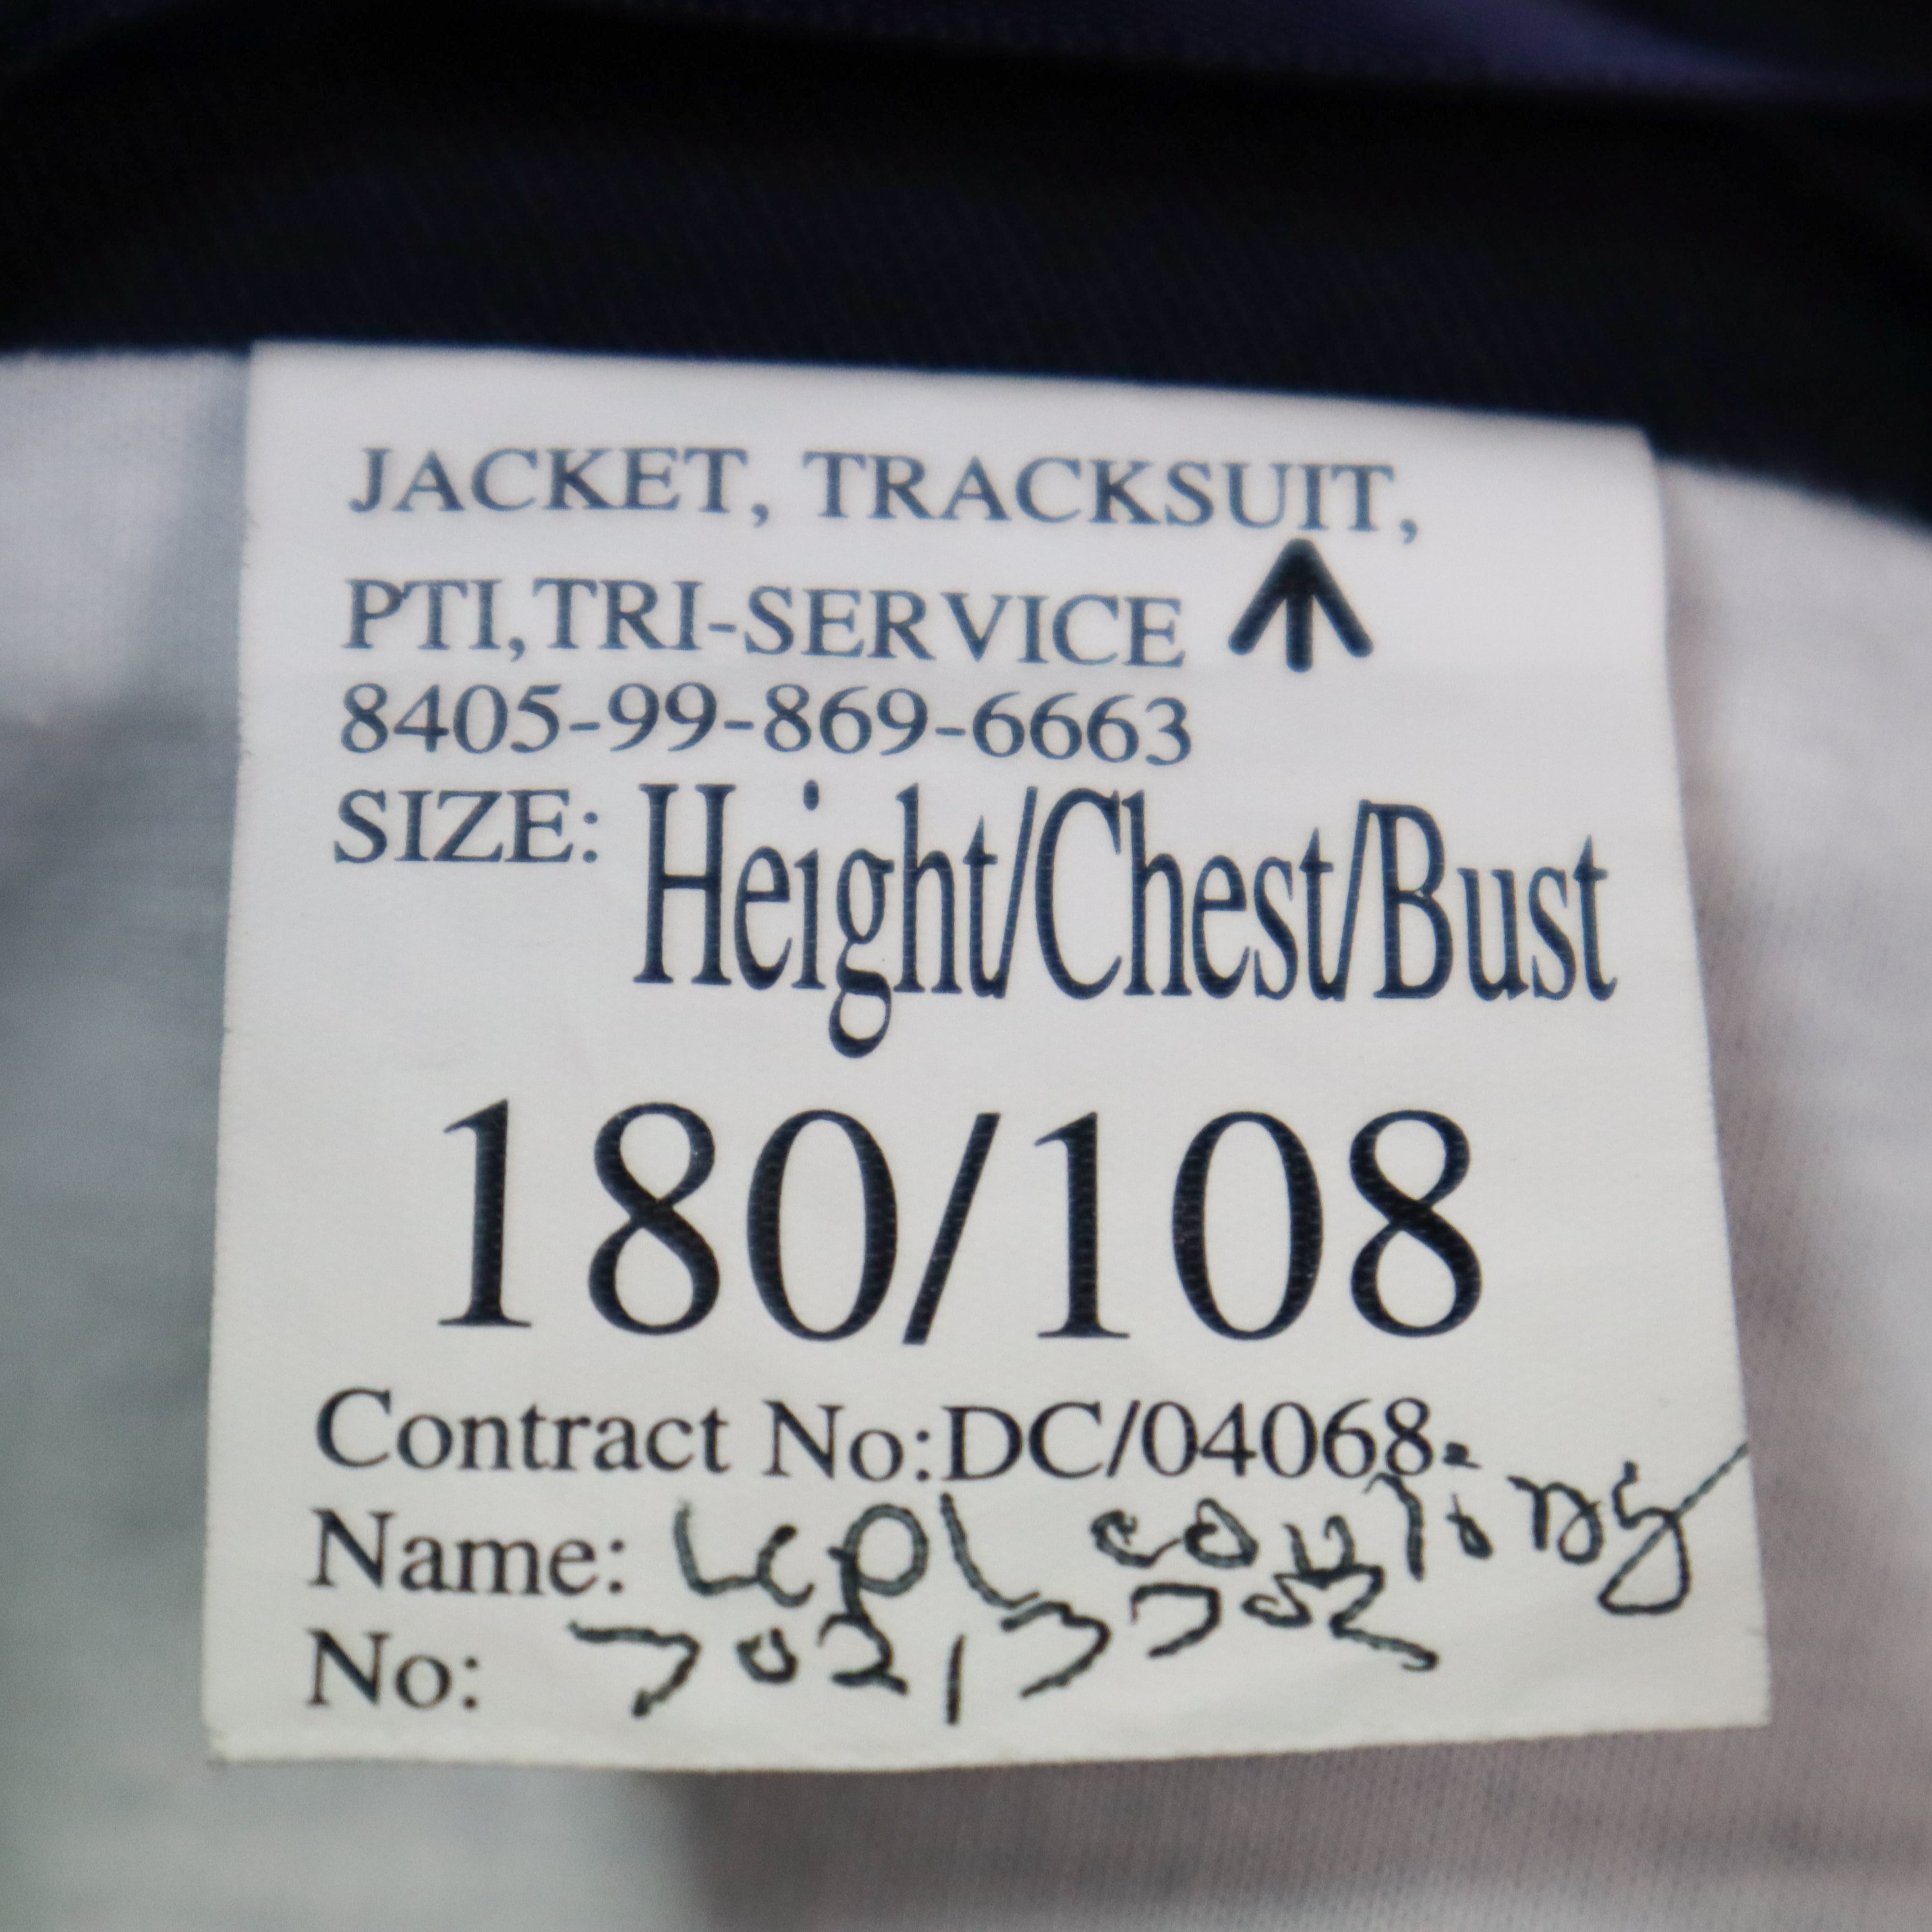 JACKET, TRACKSUIT,
PTI,TRI-SERVICE
8405-99-869-6663
SIZE: Height/Chest/Bust
180/108
Contract No:DC/04068
Name: Lcpl
No: